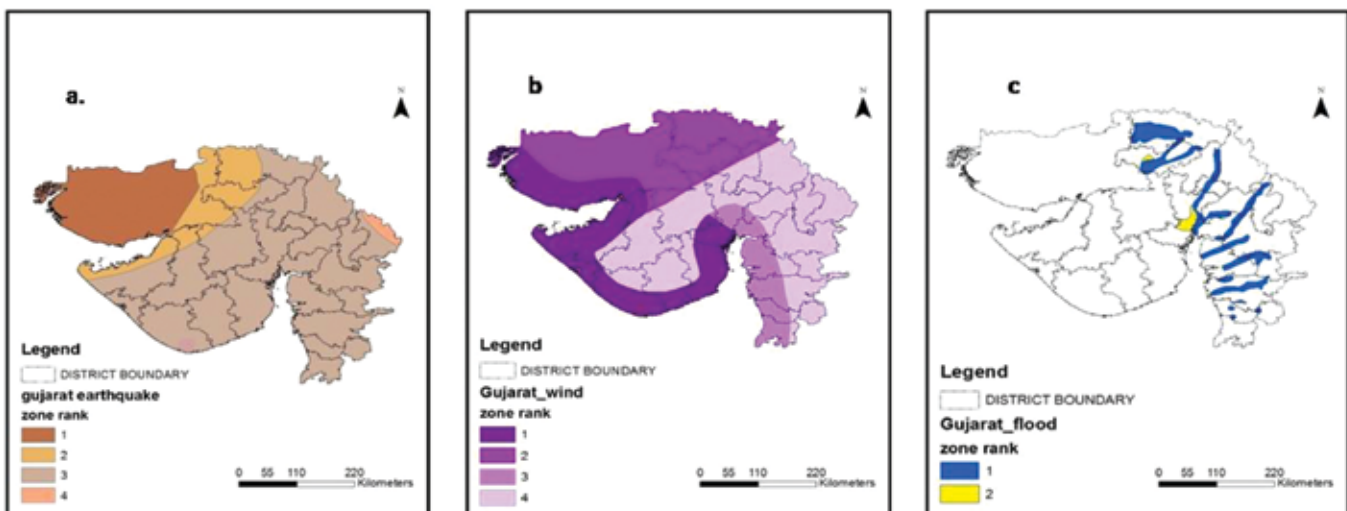 a.
N
Legend
DISTRICT BOUNDARY
gujarat earthquake
zone rank
1
2
3
4
0 55 110 220
Kilometers
b
N
Legend
DISTRICT BOUNDARY
Gujarat_wind
zone rank
1
2
3
4
0 55 110 220
Kilometers
c
N
Legend
DISTRICT BOUNDARY
Gujarat_flood
zone rank
1
2
0 55 110 220
Kilometers